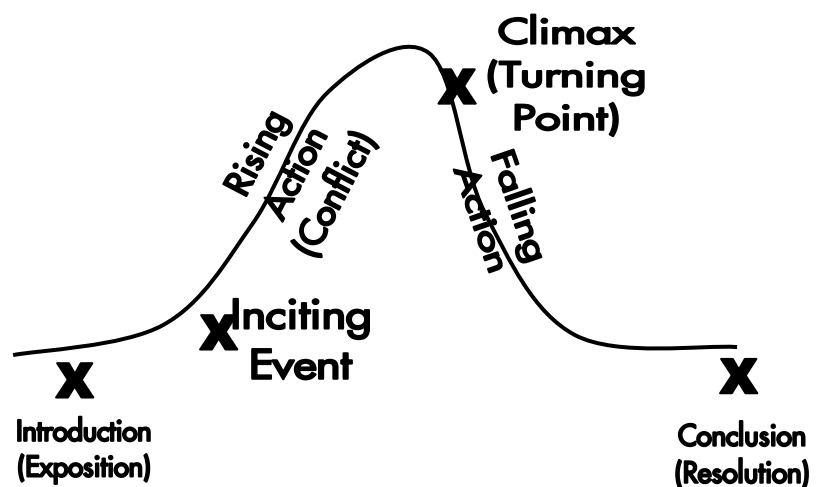 Climax
(Turning
Point)
Rising
Action
(Conflict)
Falling
Action
X
Inciting
Event
X
X
X
Introduction
(Exposition)
Conclusion
(Resolution)